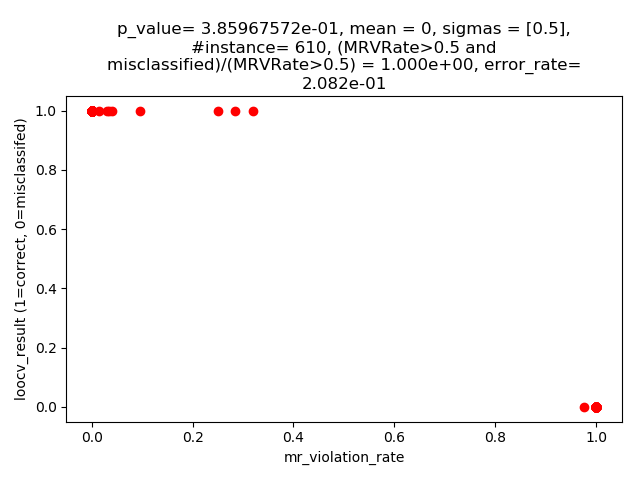 p_value= 3.85967572e-01, mean = 0, sigmas = [0.5],
#instance= 610, (MRVRate>0.5 and
misclassified)/(MRVRate>0.5) = 1.000e+00, error_rate=
2.082e-01
loocv_result (1=correct, 0=misclassifed)
1.0
0.8
0.6
0.4
0.2
0.0
0.0 0.2 0.4 0.6 0.8 1.0
mr_violation_rate